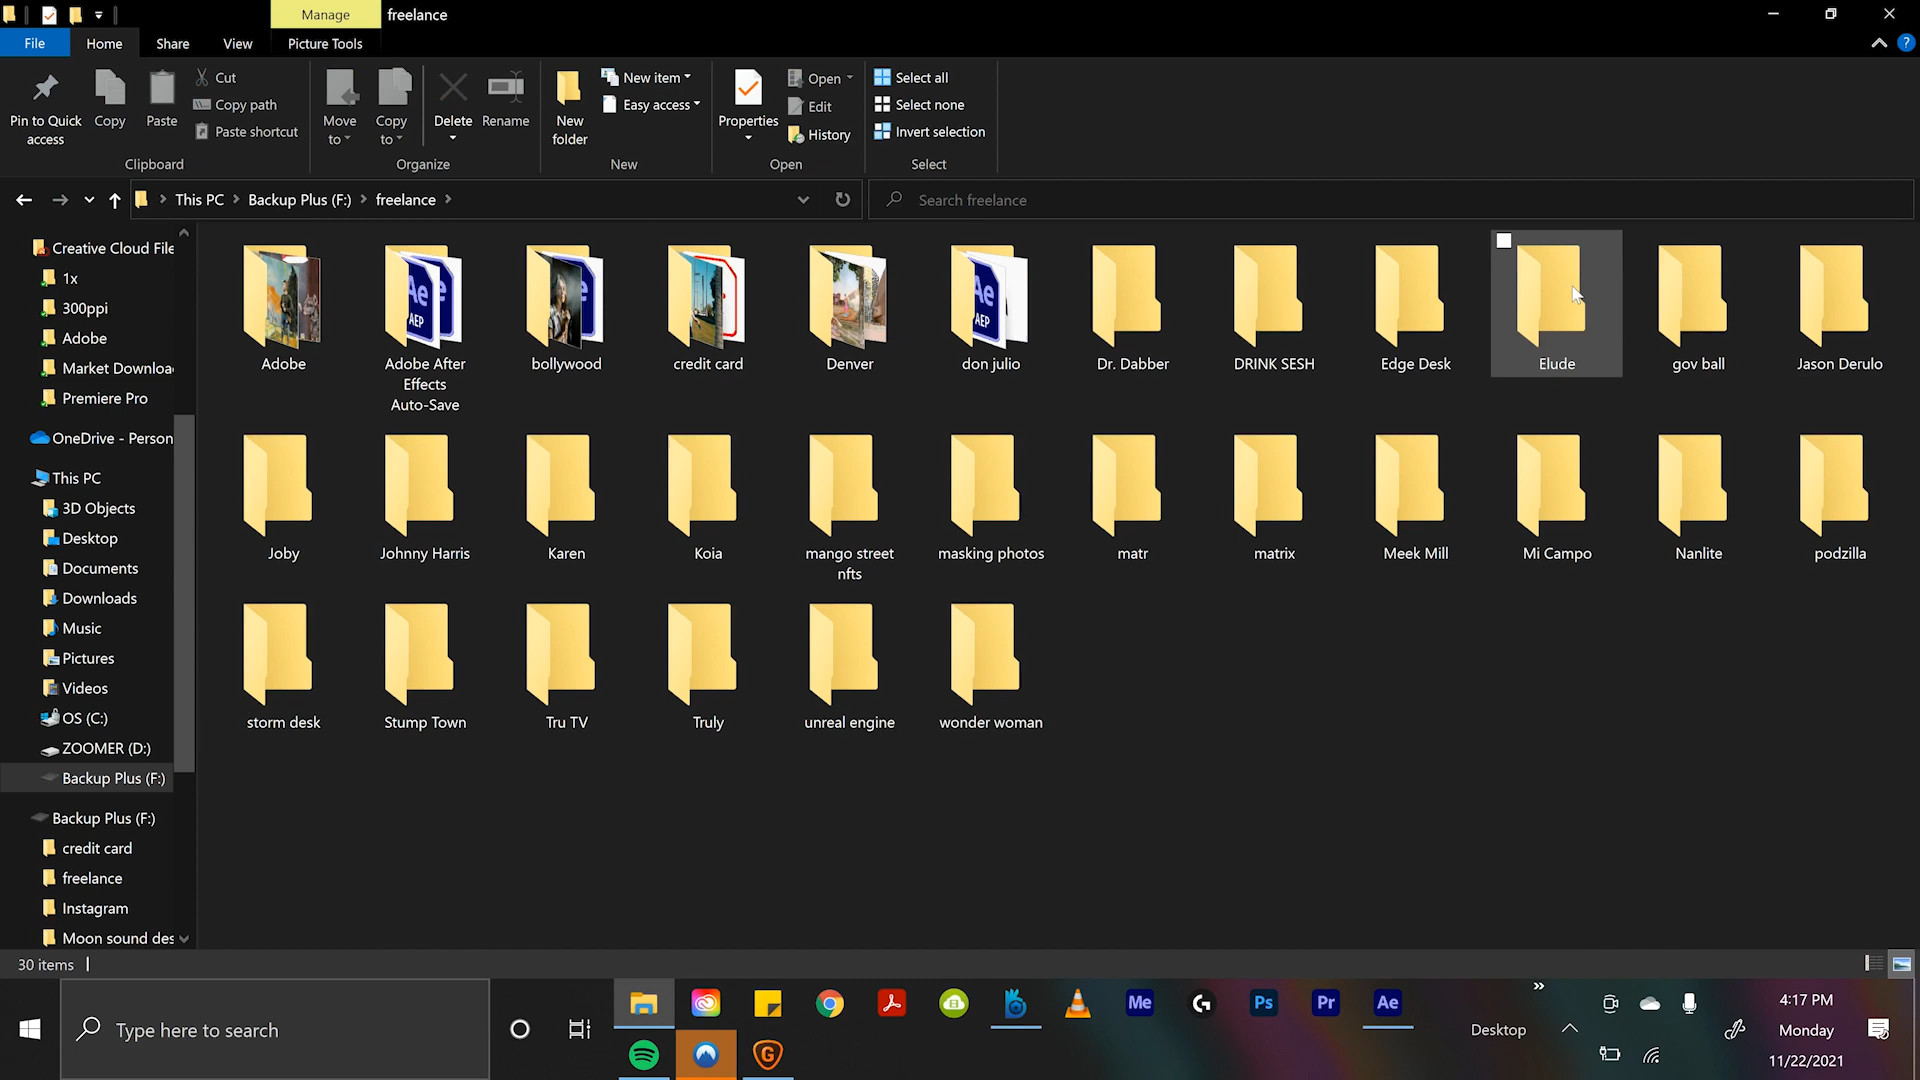 Manage
freelance
File
Home
Share
View
Picture Tools
Pin to Quick
access
Copy
Paste
Cut
Copy path
Paste shortcut
Clipboard
Move
to
Copy
to
Delete
Rename
Organize
New
folder
New item
Easy access
New
Properties
Open
Edit
History
Open
Select all
Select none
Invert selection
Select
This PC
Backup Plus (F:)
freelance
Search freelance
Creative Cloud File
1x
300ppi
Adobe
Market Downloa
Premiere Pro
OneDrive - Person
This PC
3D Objects
Desktop
Documents
Downloads
Music
Pictures
Videos
OS (C:)
ZOOMER (D:)
Backup Plus (F:)
Backup Plus (F:)
credit card
freelance
Instagram
Moon sound des
Ae
AEP
Ae
AEP
Adobe
Adobe After
Effects
Auto-Save
bollywood
credit card
Denver
don julio
Dr. Dabber
DRINK SESH
Edge Desk
Elude
gov ball
Jason Derulo
Joby
Johnny Harris
Karen
Koia
mango street
nfts
masking photos
matr
matrix
Meek Mill
Mi Campo
Nanlite
podzilla
storm desk
Stump Town
Tru TV
Truly
unreal engine
wonder woman
30 items
Type here to search
Me
Ps
Pr
Ae
Desktop
4:17 PM
Monday
11/22/2021